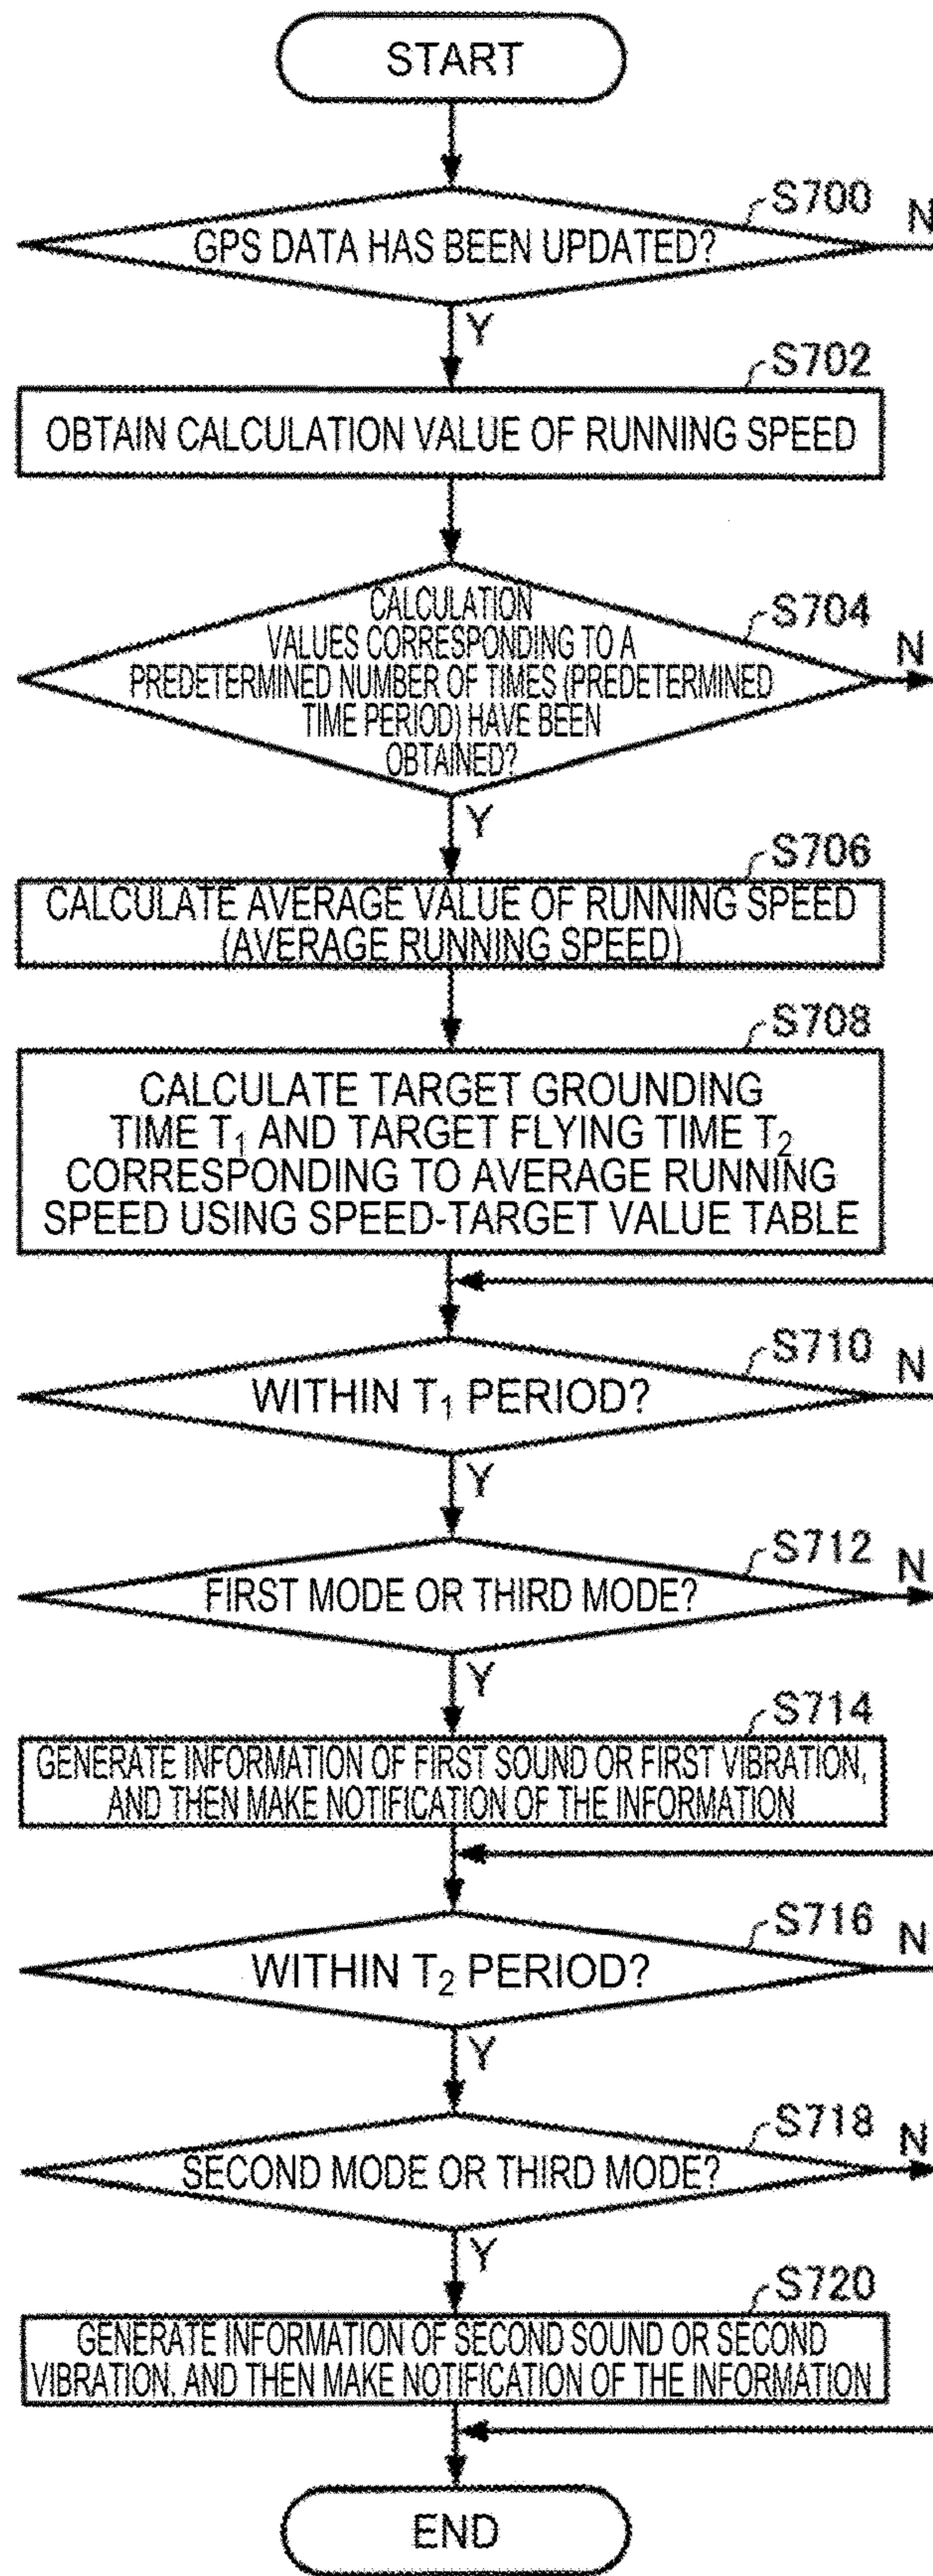 START
S700
N
GPS DATA HAS BEEN UPDATED?
Y
S702
OBTAIN CALCULATION VALUE OF RUNNING SPEED
S704
CALCULATION
VALUES CORRESPONDING TO A
PREDETERMINED NUMBER OF TIMES (PREDETERMINED
TIME PERIOD) HAVE BEEN
OBTAINED?
N
Y
S706
CALCULATE AVERAGE VALUE OF RUNNING SPEED
(AVERAGE RUNNING SPEED)
S708
CALCULATE TARGET GROUNDING
TIME T₁ AND TARGET FLYING TIME T₂
CORRESPONDING TO AVERAGE RUNNING
SPEED USING SPEED-TARGET VALUE TABLE
S710
N
WITHIN T₁ PERIOD?
Y
S712
N
FIRST MODE OR THIRD MODE?
Y
S714
GENERATE INFORMATION OF FIRST SOUND OR FIRST VIBRATION,
AND THEN MAKE NOTIFICATION OF THE INFORMATION
S716
N
WITHIN T₂ PERIOD?
Y
S718
N
SECOND MODE OR THIRD MODE?
Y
S720
GENERATE INFORMATION OF SECOND SOUND OR SECOND
VIBRATION, AND THEN MAKE NOTIFICATION OF THE INFORMATION
END